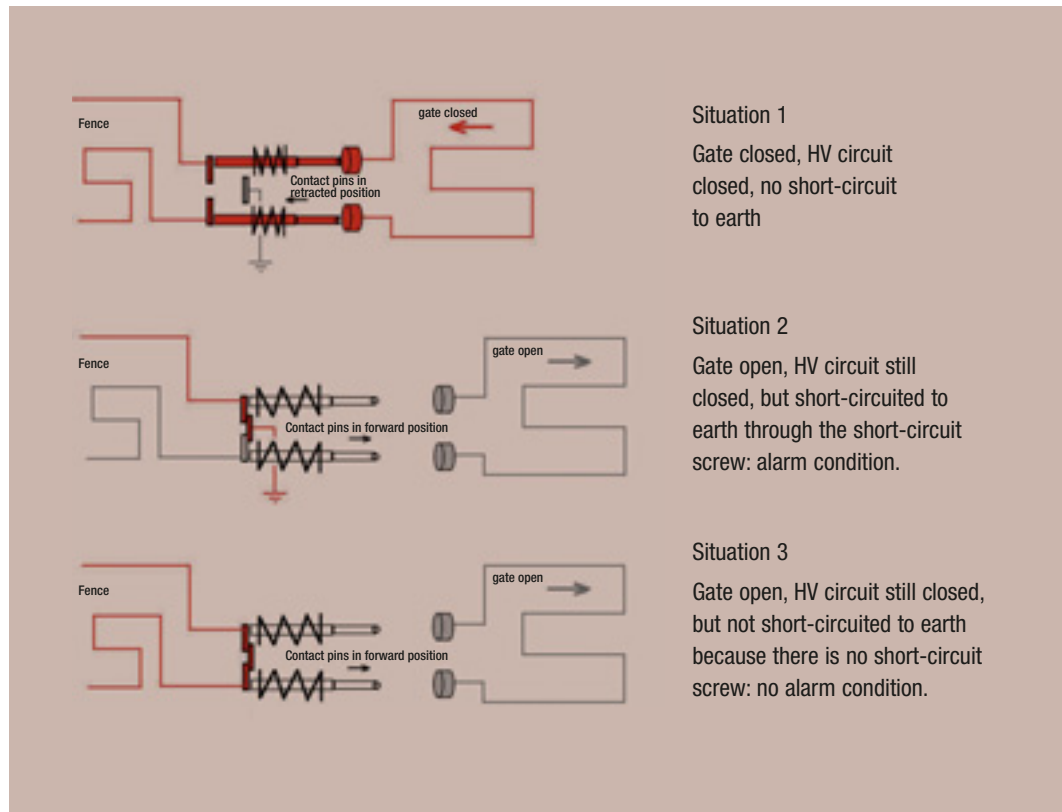 Fence
gate closed
Contact pins in
retracted position
Situation 1
Gate closed, HV circuit
closed, no short-circuit
to earth
Fence
gate open
Contact pins in forward position
Situation 2
Gate open, HV circuit still
closed, but short-circuited to
earth through the short-circuit
screw: alarm condition.
Fence
gate open
Contact pins in forward position
Situation 3
Gate open, HV circuit still closed,
but not short-circuited to earth
because there is no short-circuit
screw: no alarm condition.